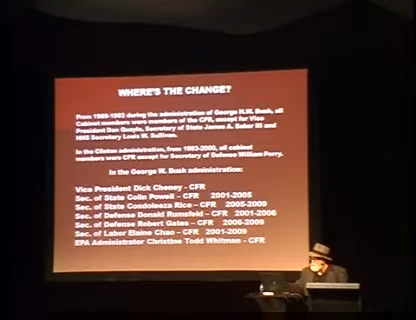 WHERE'S THE CHANGE?
From 1989-1993 during the administration of George H.W. Bush, all
Cabinet members were members of the CFR, except for Vice
President Dan Quayle, Secretary of State James A. Baker III and
HHS Secretary Louis W. Sullivan.
In the Clinton administration, from 1993-2000, all cabinet
members were CFR except for Secretary of Defense William Perry.
In the George W. Bush administration:
Vice President Dick Cheney - CFR
Sec. of State Colin Powell – CFR 2001-2005
Sec. of State Condoleeza Rice – CFR 2005-2009
Sec. of Defense Donald Rumsfeld – CFR 2001-2006
Sec. of Defense Robert Gates – CFR 2006-2009
Sec. of Labor Elaine Chao – CFR 2001-2009
EPA Administrator Christine Todd Whitman - CFR